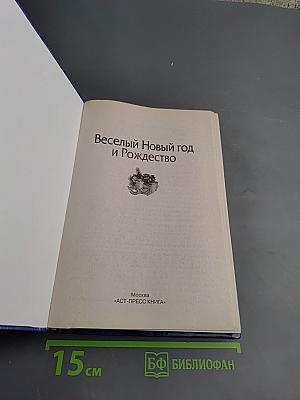 Веселый Новый год
и Рождество
Москва
«АСТ-ПРЕСС КНИГА»
15 см
БФ БИБЛИОФАН